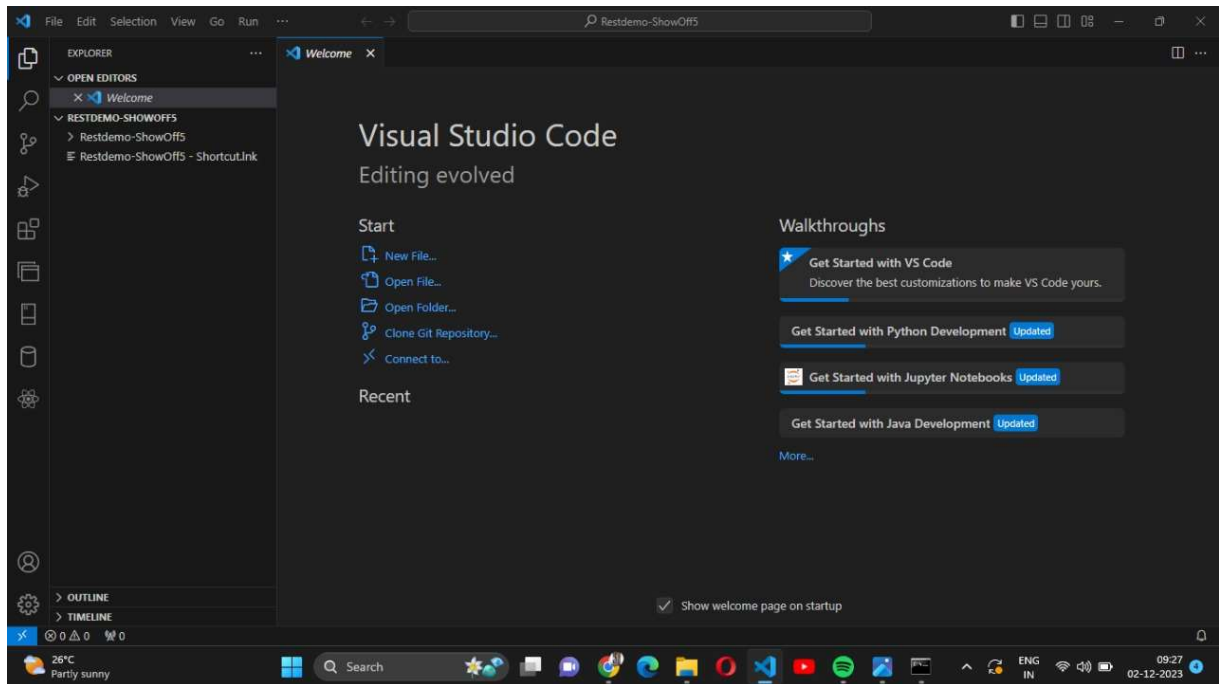 File Edit Selection View Go Run ···
Restdemo-ShowOff5
EXPLORER ···
Welcome
OPEN EDITORS
Welcome
RESTDEMO-SHOWOFF5
Restdemo-ShowOff5
Restdemo-ShowOff5 - Shortcut.lnk
Visual Studio Code
Editing evolved
Start
New File...
Open File...
Open Folder...
Clone Git Repository...
Connect to...
Recent
Walkthroughs
Get Started with VS Code
Discover the best customizations to make VS Code yours.
Get Started with Python Development Updated
Get Started with Jupyter Notebooks Updated
Get Started with Java Development Updated
More...
OUTLINE
TIMELINE
Show welcome page on startup
0 0 0
26°C
Partly sunny
Search
ENG
IN
09:27
02-12-2023
4